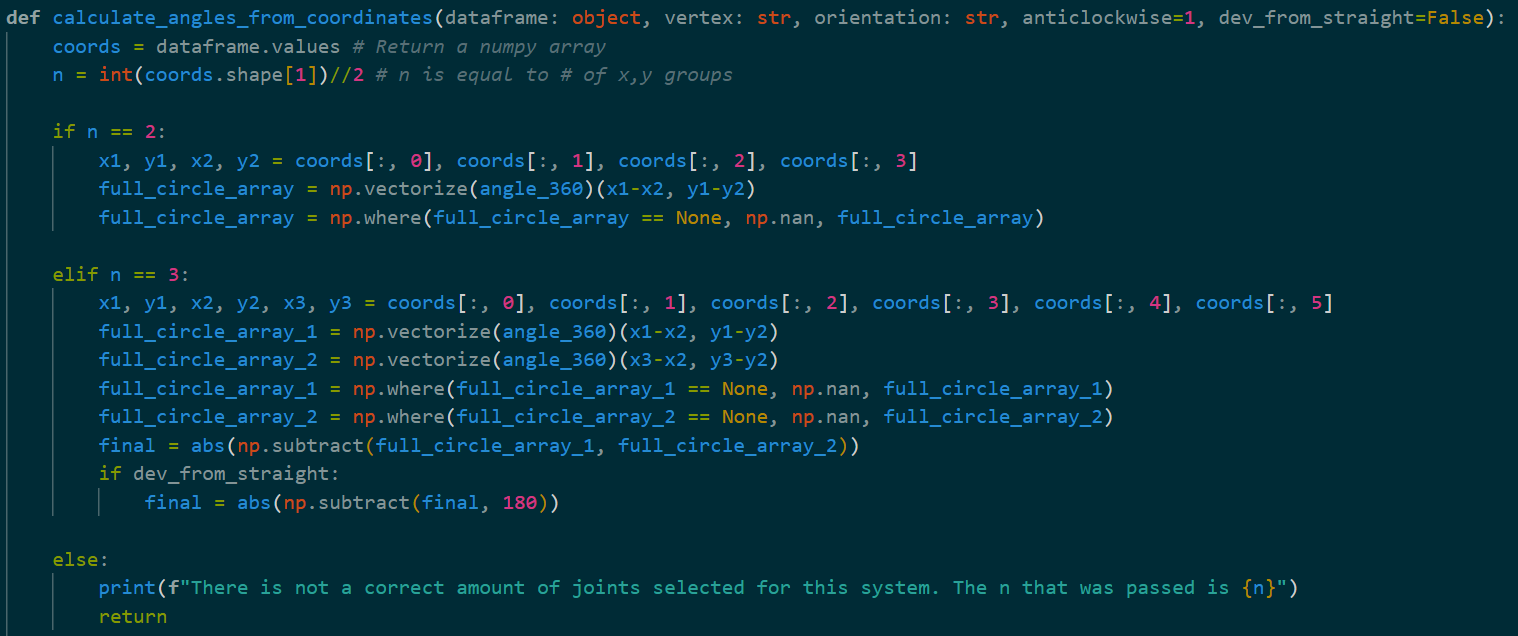 def calculate_angles_from_coordinates(dataframe: object, vertex: str, orientation: str, anticlockwise=1, dev_from_straight=False):
    coords = dataframe.values # Return a numpy array
    n = int(coords.shape[1])//2 # n is equal to # of x,y groups

    if n == 2:
        x1, y1, x2, y2 = coords[:, 0], coords[:, 1], coords[:, 2], coords[:, 3]
        full_circle_array = np.vectorize(angle_360)(x1-x2, y1-y2)
        full_circle_array = np.where(full_circle_array == None, np.nan, full_circle_array)

    elif n == 3:
        x1, y1, x2, y2, x3, y3 = coords[:, 0], coords[:, 1], coords[:, 2], coords[:, 3], coords[:, 4], coords[:, 5]
        full_circle_array_1 = np.vectorize(angle_360)(x1-x2, y1-y2)
        full_circle_array_2 = np.vectorize(angle_360)(x3-x2, y3-y2)
        full_circle_array_1 = np.where(full_circle_array_1 == None, np.nan, full_circle_array_1)
        full_circle_array_2 = np.where(full_circle_array_2 == None, np.nan, full_circle_array_2)
        final = abs(np.subtract(full_circle_array_1, full_circle_array_2))
        if dev_from_straight:
            final = abs(np.subtract(final, 180))

    else:
        print(f"There is not a correct amount of joints selected for this system. The n that was passed is {n}")
        return